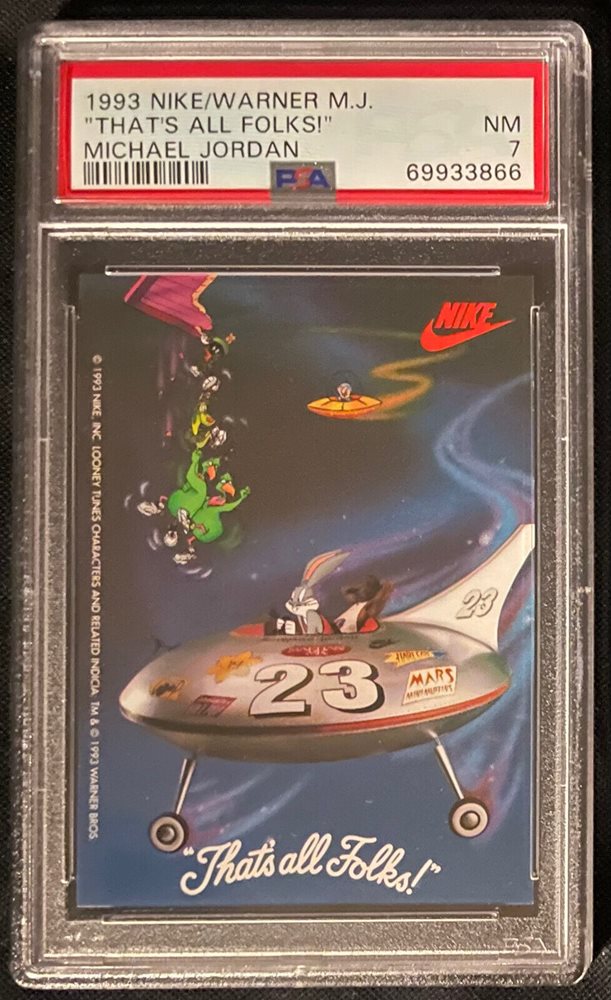 1993 NIKE/WARNER M.J.
"THAT'S ALL FOLKS!" NM
MICHAEL JORDAN 7
PSA 69933866
NIKE
© 1993 NIKE, INC. LOONEY TUNES CHARACTERS AND RELATED INDICIA TM & © 1993 WARNER BROS.
23
23
MARS
"That's all Folks!"
PSA